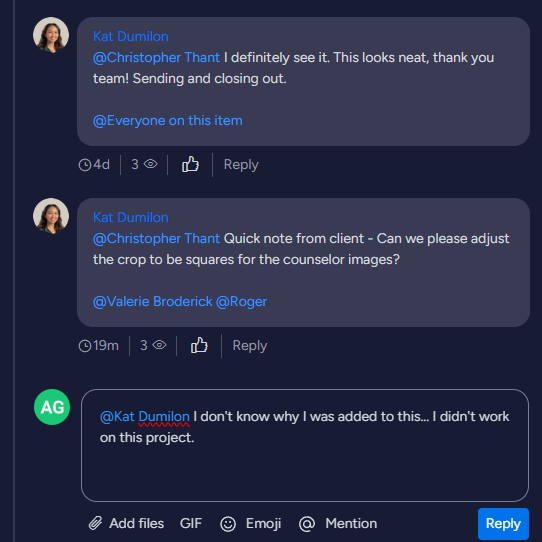 Kat Dumilon
@Christopher Thant I definitely see it. This looks neat, thank you
team! Sending and closing out.
@Everyone on this item
4d
3
Reply
Kat Dumilon
@Christopher Thant Quick note from client - Can we please adjust
the crop to be squares for the counselor images?
@Valerie Broderick @Roger
19m
3
Reply
AG
@Kat Dumilon I don't know why I was added to this... I didn't work
on this project.
Add files GIF Emoji Mention Reply